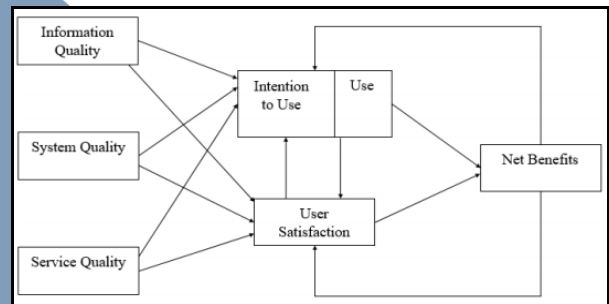 Information
Quality
Intention
to Use
Use
System Quality
Net Benefits
User
Satisfaction
Service Quality